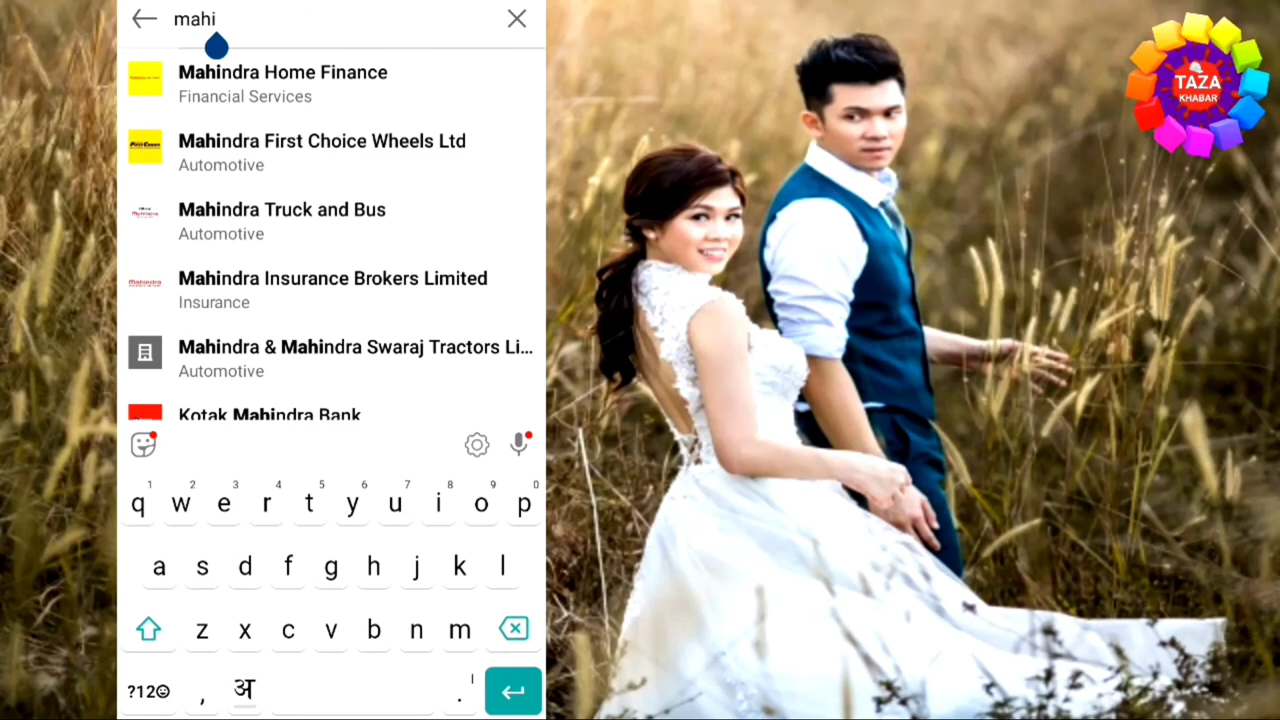 mahi
Mahindra Home Finance
Financial Services
Mahindra First Choice Wheels Ltd
Automotive
Mahindra Truck and Bus
Automotive
Mahindra Insurance Brokers Limited
Insurance
Mahindra & Mahindra Swaraj Tractors Li...
Automotive
Kotak Mahindra Bank
1 2 3 4 5 6 7 8 9 0
q w e r t y u i o p
a s d f g h j k l
z x c v b n m
?12 , अ .
TAZA
KHABAR